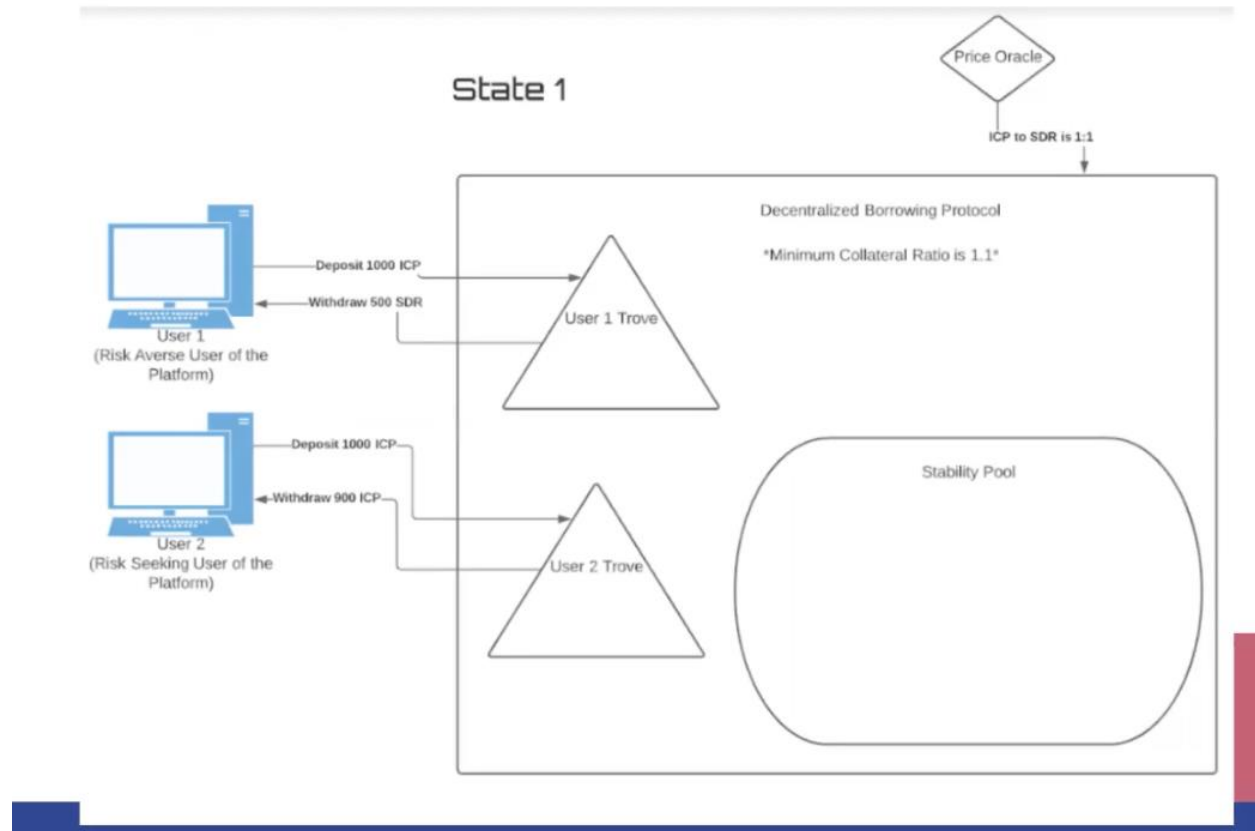 Price Oracle
State 1
ICP to SDR is 1:1
Decentralized Borrowing Protocol
*Minimum Collateral Ratio is 1.1*
Deposit 1000 ICP
Withdraw 500 SDR
User 1 Trove
User 1
(Risk Averse User of the
Platform)
Deposit 1000 ICP
Withdraw 900 ICP
Stability Pool
User 2 Trove
User 2
(Risk Seeking User of the
Platform)